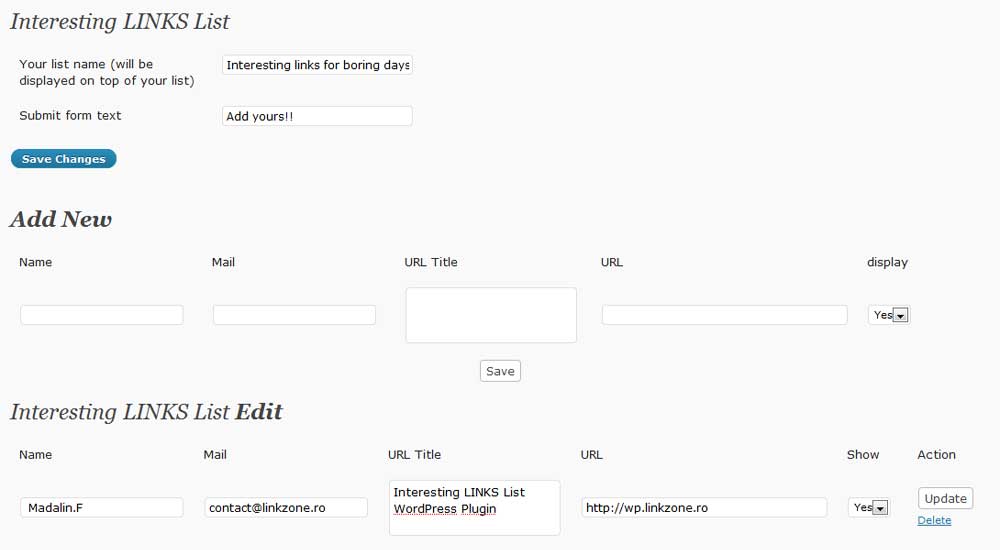 Interesting LINKS List
Your list name (will be
displayed on top of your list)
Interesting links for boring days
Submit form text
Add yours!!
Save Changes
Add New
Name Mail URL Title URL display
Yes
Save
Interesting LINKS List Edit
Name Mail URL Title URL Show Action
Madalin.F contact@linkzone.ro Interesting LINKS List
WordPress Plugin
http://wp.linkzone.ro Yes Update
Delete